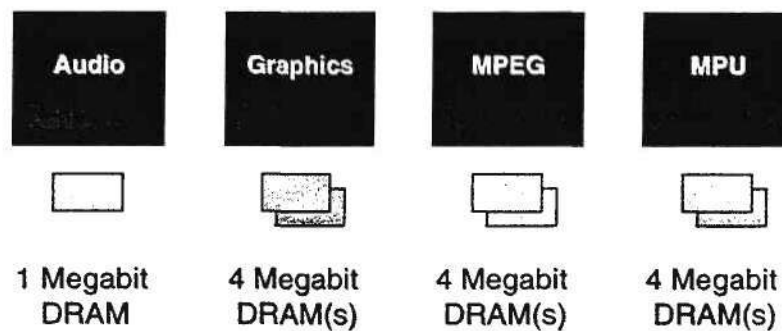 Audio
Graphics
MPEG
MPU
1 Megabit
DRAM
4 Megabit
DRAM(s)
4 Megabit
DRAM(s)
4 Megabit
DRAM(s)